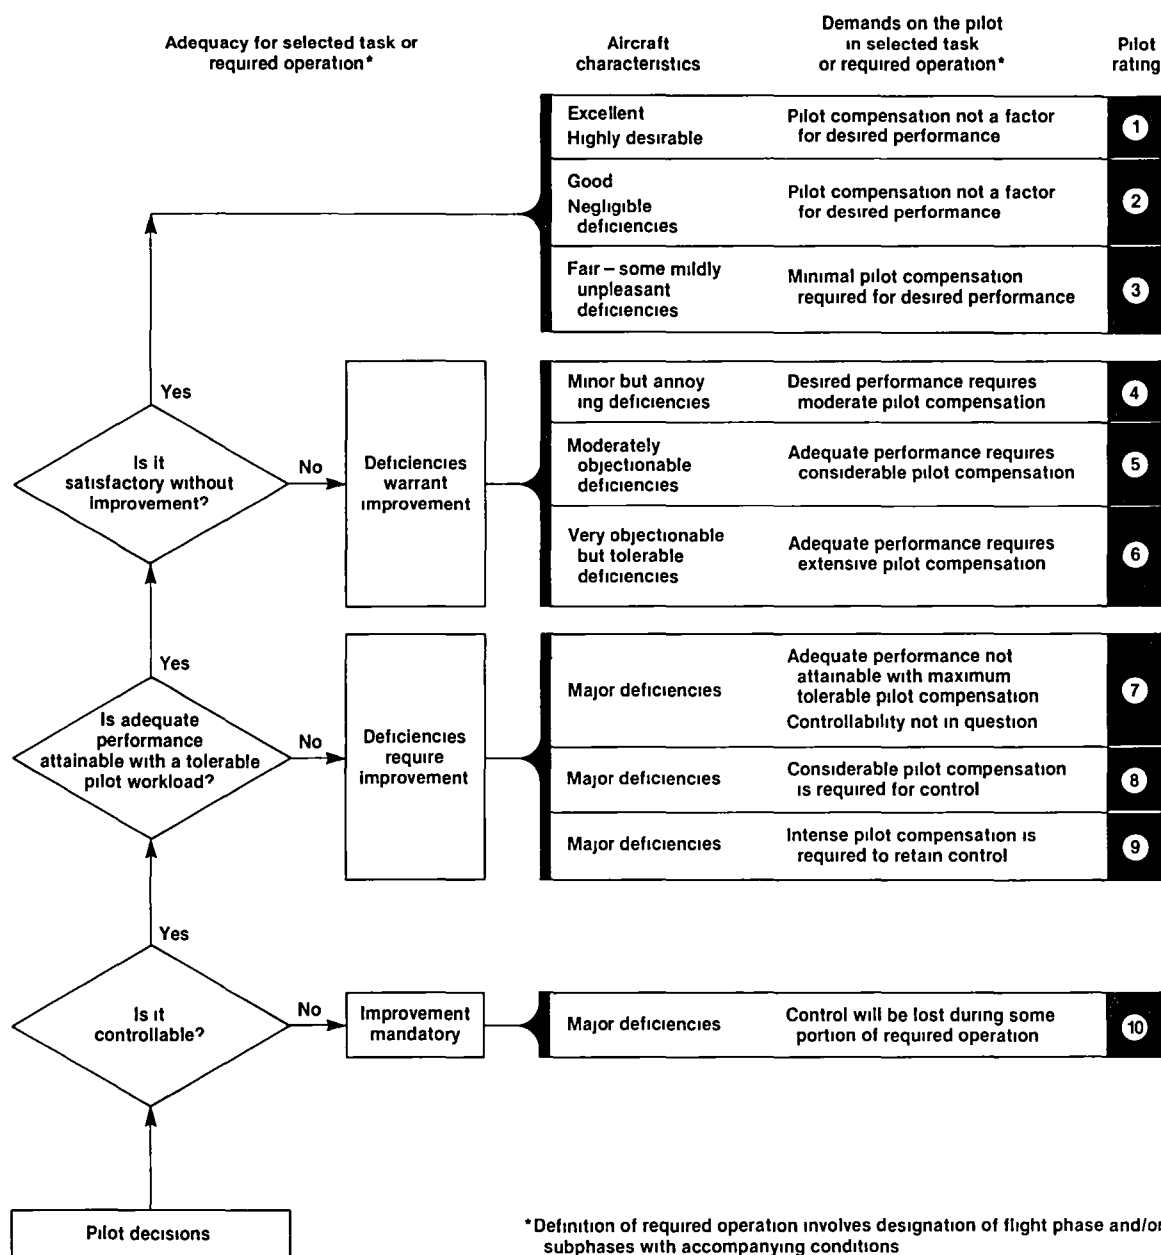 Adequacy for selected task or
required operation*
Aircraft
characteristics
Demands on the pilot
in selected task
or required operation*
Pilot
rating
Excellent
Highly desirable
Pilot compensation not a factor
for desired performance
1
Good
Negligible
deficiencies
Pilot compensation not a factor
for desired performance
2
Fair – some mildly
unpleasant
deficiencies
Minimal pilot compensation
required for desired performance
3
Yes
Is it
satisfactory without
improvement?
No
Deficiencies
warrant
improvement
Minor but annoy
ing deficiencies
Desired performance requires
moderate pilot compensation
4
Moderately
objectionable
deficiencies
Adequate performance requires
considerable pilot compensation
5
Very objectionable
but tolerable
deficiencies
Adequate performance requires
extensive pilot compensation
6
Yes
Is adequate
performance
attainable with a tolerable
pilot workload?
No
Deficiencies
require
improvement
Major deficiencies
Adequate performance not
attainable with maximum
tolerable pilot compensation
Controllability not in question
7
Major deficiencies
Considerable pilot compensation
is required for control
8
Major deficiencies
Intense pilot compensation is
required to retain control
9
Yes
Is it
controllable?
No
Improvement
mandatory
Major deficiencies
Control will be lost during some
portion of required operation
10
Pilot decisions
*Definition of required operation involves designation of flight phase and/or
subphases with accompanying conditions